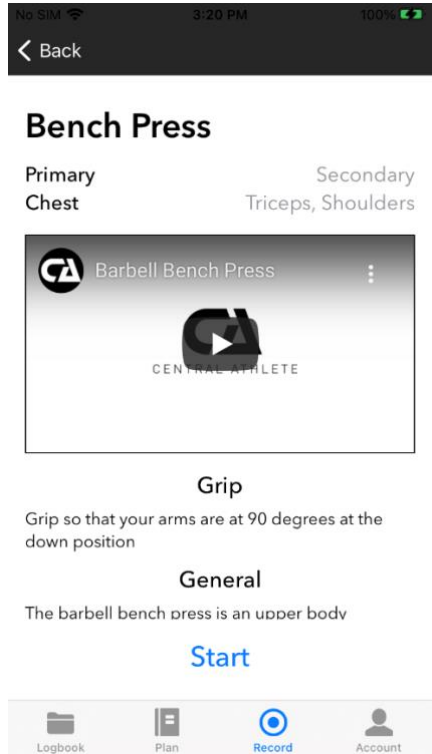 No SIM 3:20 PM 100%
Back
Bench Press
Primary Secondary
Chest Triceps, Shoulders
CA Barbell Bench Press
CA
CENTRAL ATHLETE
Grip
Grip so that your arms are at 90 degrees at the
down position
General
The barbell bench press is an upper body
Start
Logbook Plan Record Account